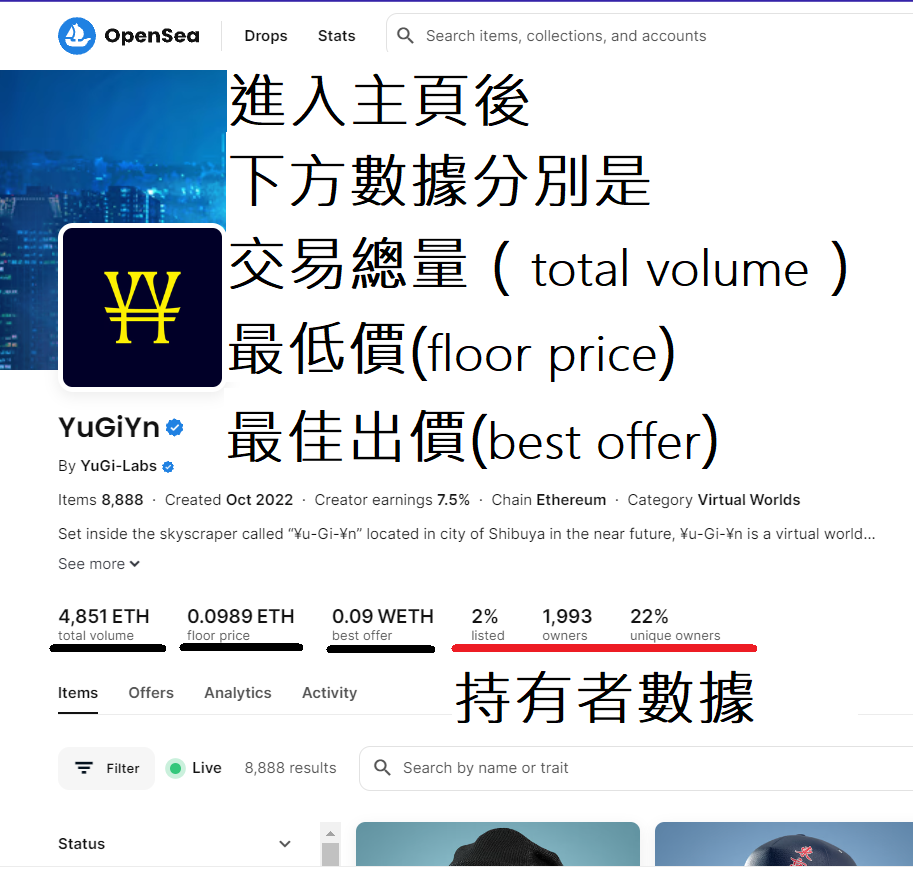 OpenSea Drops Stats Search items, collections, and accounts
進入主頁後
下方數據分別是
交易總量（ total volume ）
最低價(floor price)
最佳出價(best offer)
YuGiYn
By YuGi-Labs
Items 8,888 · Created Oct 2022 · Creator earnings 7.5% · Chain Ethereum · Category Virtual Worlds
Set inside the skyscraper called “¥u-Gi-¥n” located in city of Shibuya in the near future, ¥u-Gi-¥n is a virtual world…
See more
4,851 ETH 0.0989 ETH 0.09 WETH 2% 1,993 22%
total volume floor price best offer listed owners unique owners
持有者數據
Items Offers Analytics Activity
Filter Live 8,888 results Search by name or trait
Status